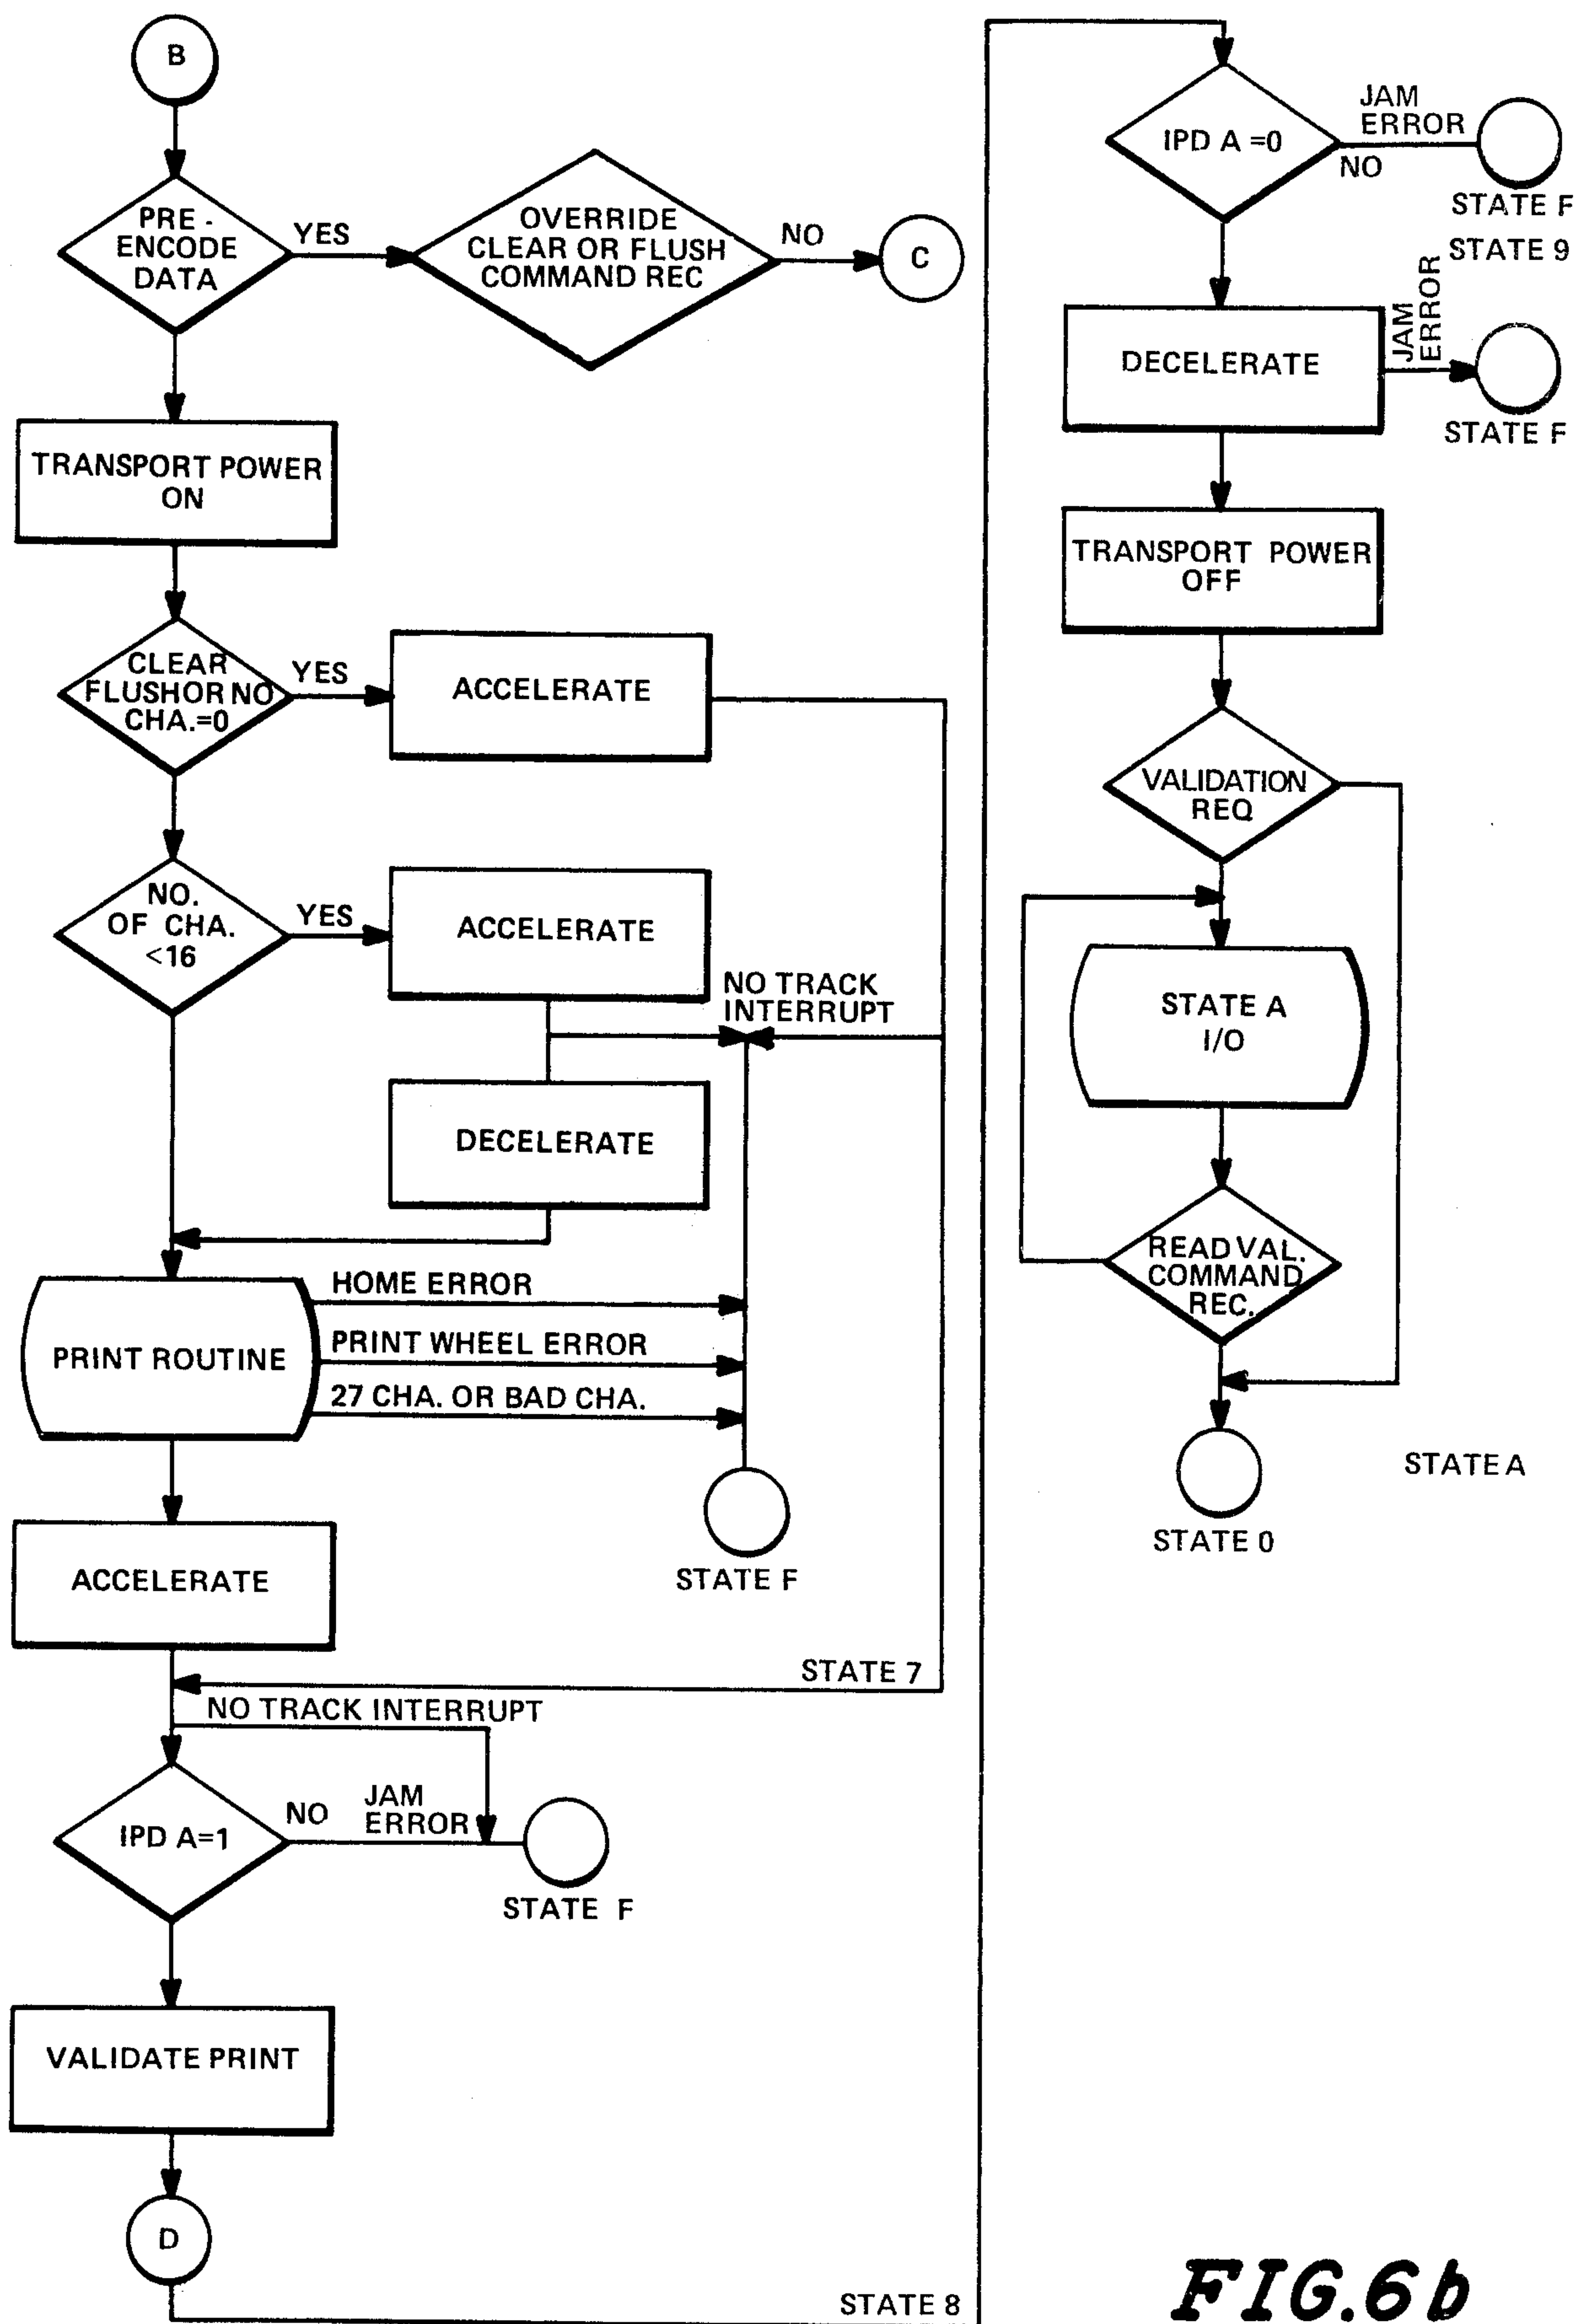 B
PRE -
ENCODE
DATA
YES
OVERRIDE
CLEAR OR FLUSH
COMMAND REC
NO
C
TRANSPORT POWER
ON
CLEAR
FLUSHOR NO
CHA.=0
YES
ACCELERATE
NO.
OF CHA.
<16
YES
ACCELERATE
NO TRACK
INTERRUPT
DECELERATE
PRINT ROUTINE
HOME ERROR
PRINT WHEEL ERROR
27 CHA. OR BAD CHA.
STATE F
ACCELERATE
STATE 7
NO TRACK INTERRUPT
IPD A=1
NO
JAM
ERROR
STATE F
VALIDATE PRINT
D
STATE 8
IPD A =0
JAM
ERROR
NO
STATE F
STATE 9
DECELERATE
JAM
ERROR
STATE F
TRANSPORT POWER
OFF
VALIDATION
REQ
STATE A
I/O
READ VAL.
COMMAND
REC.
STATE A
STATE 0
FIG.6b